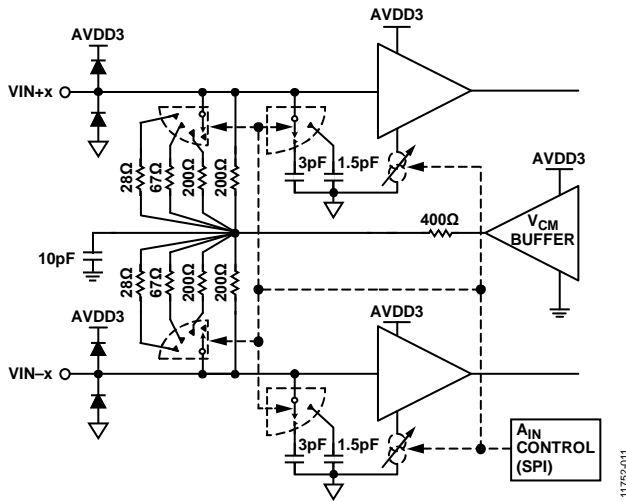 AVDD3
AVDD3
VIN+x
28Ω
67Ω
200Ω
200Ω
3pF
1.5pF
AVDD3
400Ω
VCM
BUFFER
10pF
28Ω
67Ω
200Ω
200Ω
AVDD3
AVDD3
VIN–x
3pF
1.5pF
AIN
CONTROL
(SPI)
11752-011